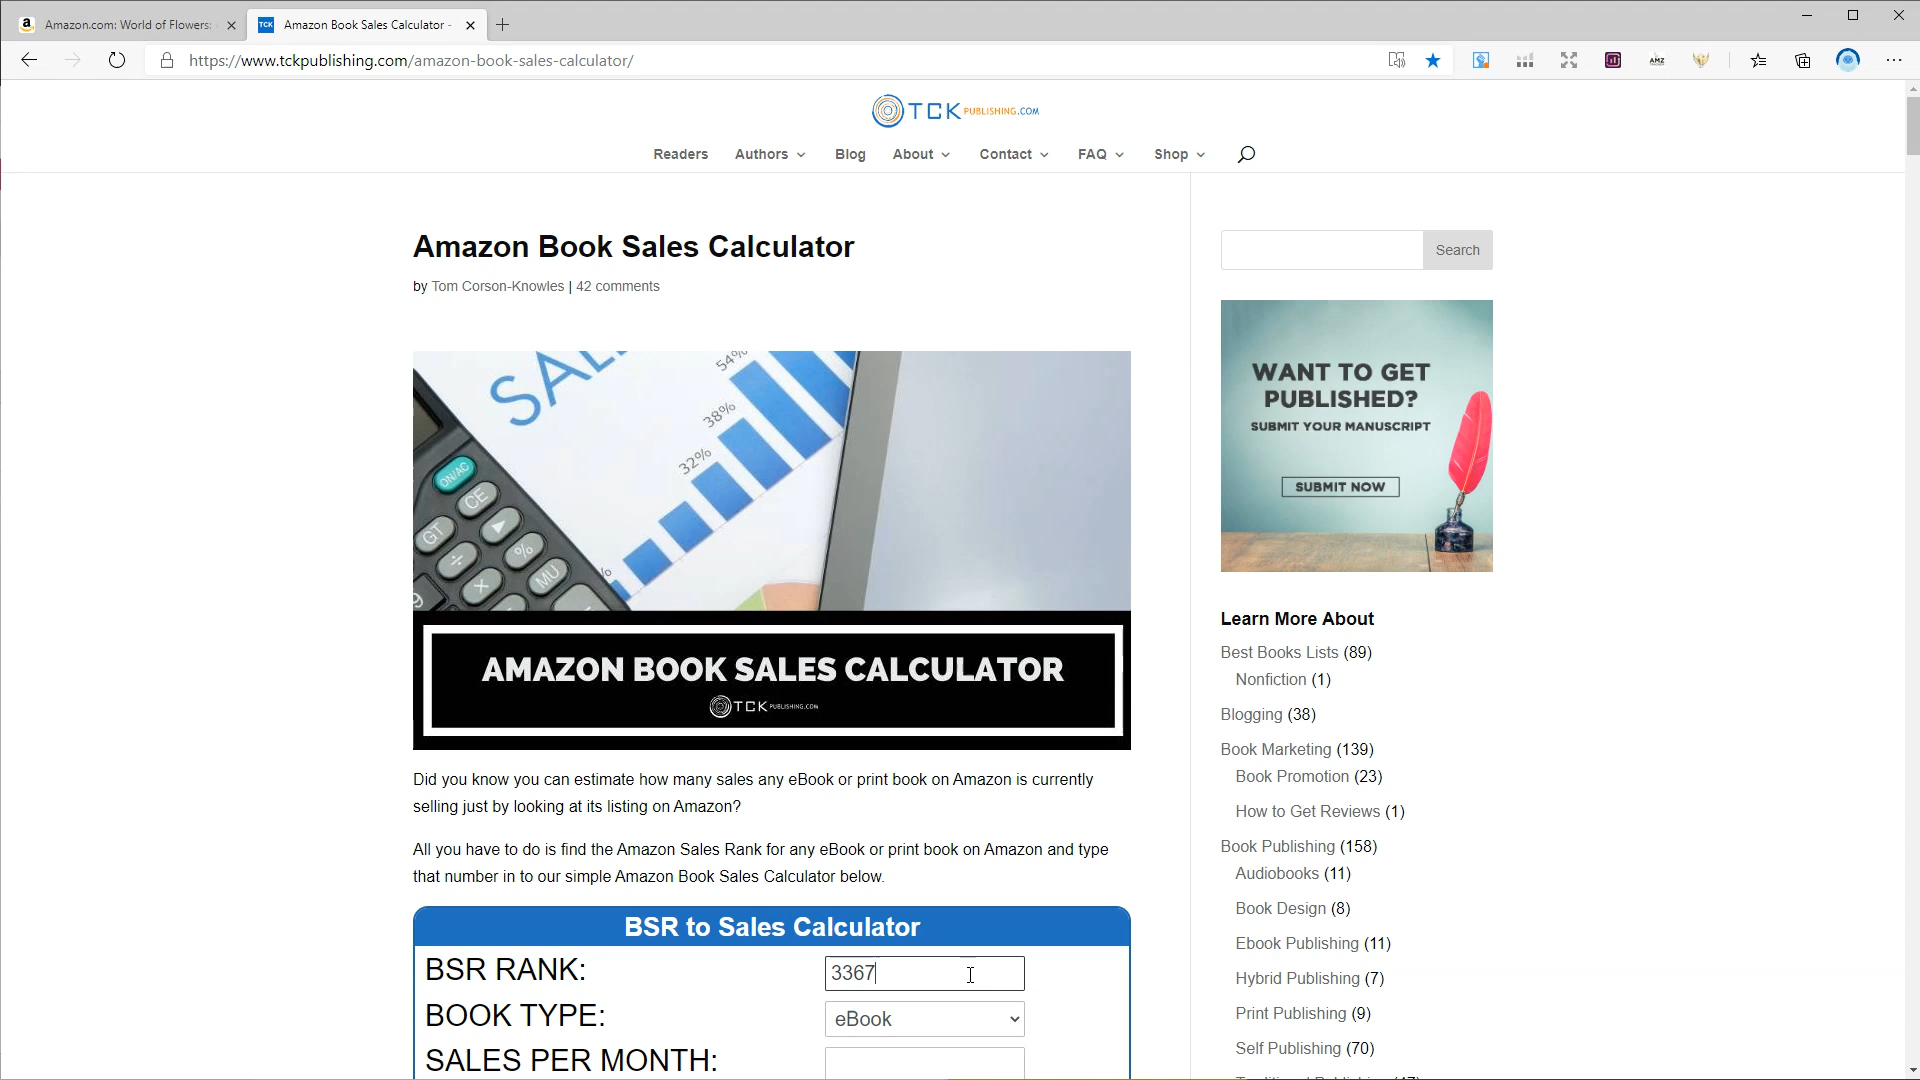 Amazon.com: World of Flowers:
TCK
Amazon Book Sales Calculator -
https://www.tckpublishing.com/amazon-book-sales-calculator/
AMZ
TCK PUBLISHING.COM
Readers
Authors
Blog
About
Contact
FAQ
Shop
Amazon Book Sales Calculator
by Tom Corson-Knowles | 42 comments
Search
54%
38%
32%
ON/AC
CE
GT
%
MU
9
AMAZON BOOK SALES CALCULATOR
TCK PUBLISHING.COM
WANT TO GET
PUBLISHED?
SUBMIT YOUR MANUSCRIPT
SUBMIT NOW
Did you know you can estimate how many sales any eBook or print book on Amazon is currently
selling just by looking at its listing on Amazon?
All you have to do is find the Amazon Sales Rank for any eBook or print book on Amazon and type
that number in to our simple Amazon Book Sales Calculator below.
BSR to Sales Calculator
BSR RANK:
3367
BOOK TYPE:
eBook
SALES PER MONTH:
Learn More About
Best Books Lists (89)
Nonfiction (1)
Blogging (38)
Book Marketing (139)
Book Promotion (23)
How to Get Reviews (1)
Book Publishing (158)
Audiobooks (11)
Book Design (8)
Ebook Publishing (11)
Hybrid Publishing (7)
Print Publishing (9)
Self Publishing (70)